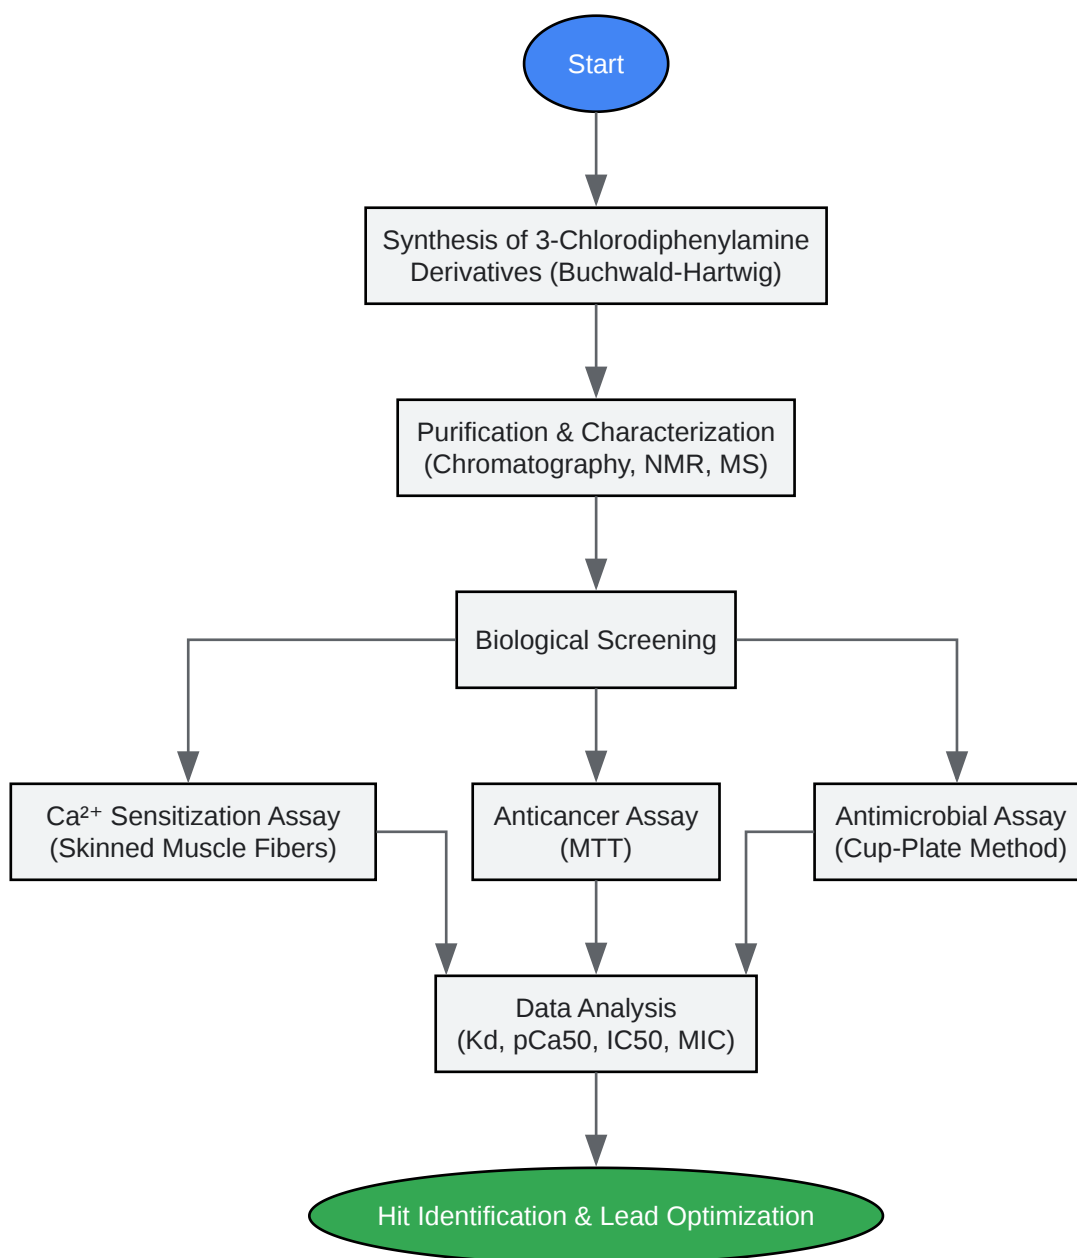 Start
Synthesis of 3-Chlorodiphenylamine
Derivatives (Buchwald-Hartwig)
Purification & Characterization
(Chromatography, NMR, MS)
Biological Screening
Ca²⁺ Sensitization Assay
(Skinned Muscle Fibers)
Anticancer Assay
(MTT)
Antimicrobial Assay
(Cup-Plate Method)
Data Analysis
(Kd, pCa50, IC50, MIC)
Hit Identification & Lead Optimization